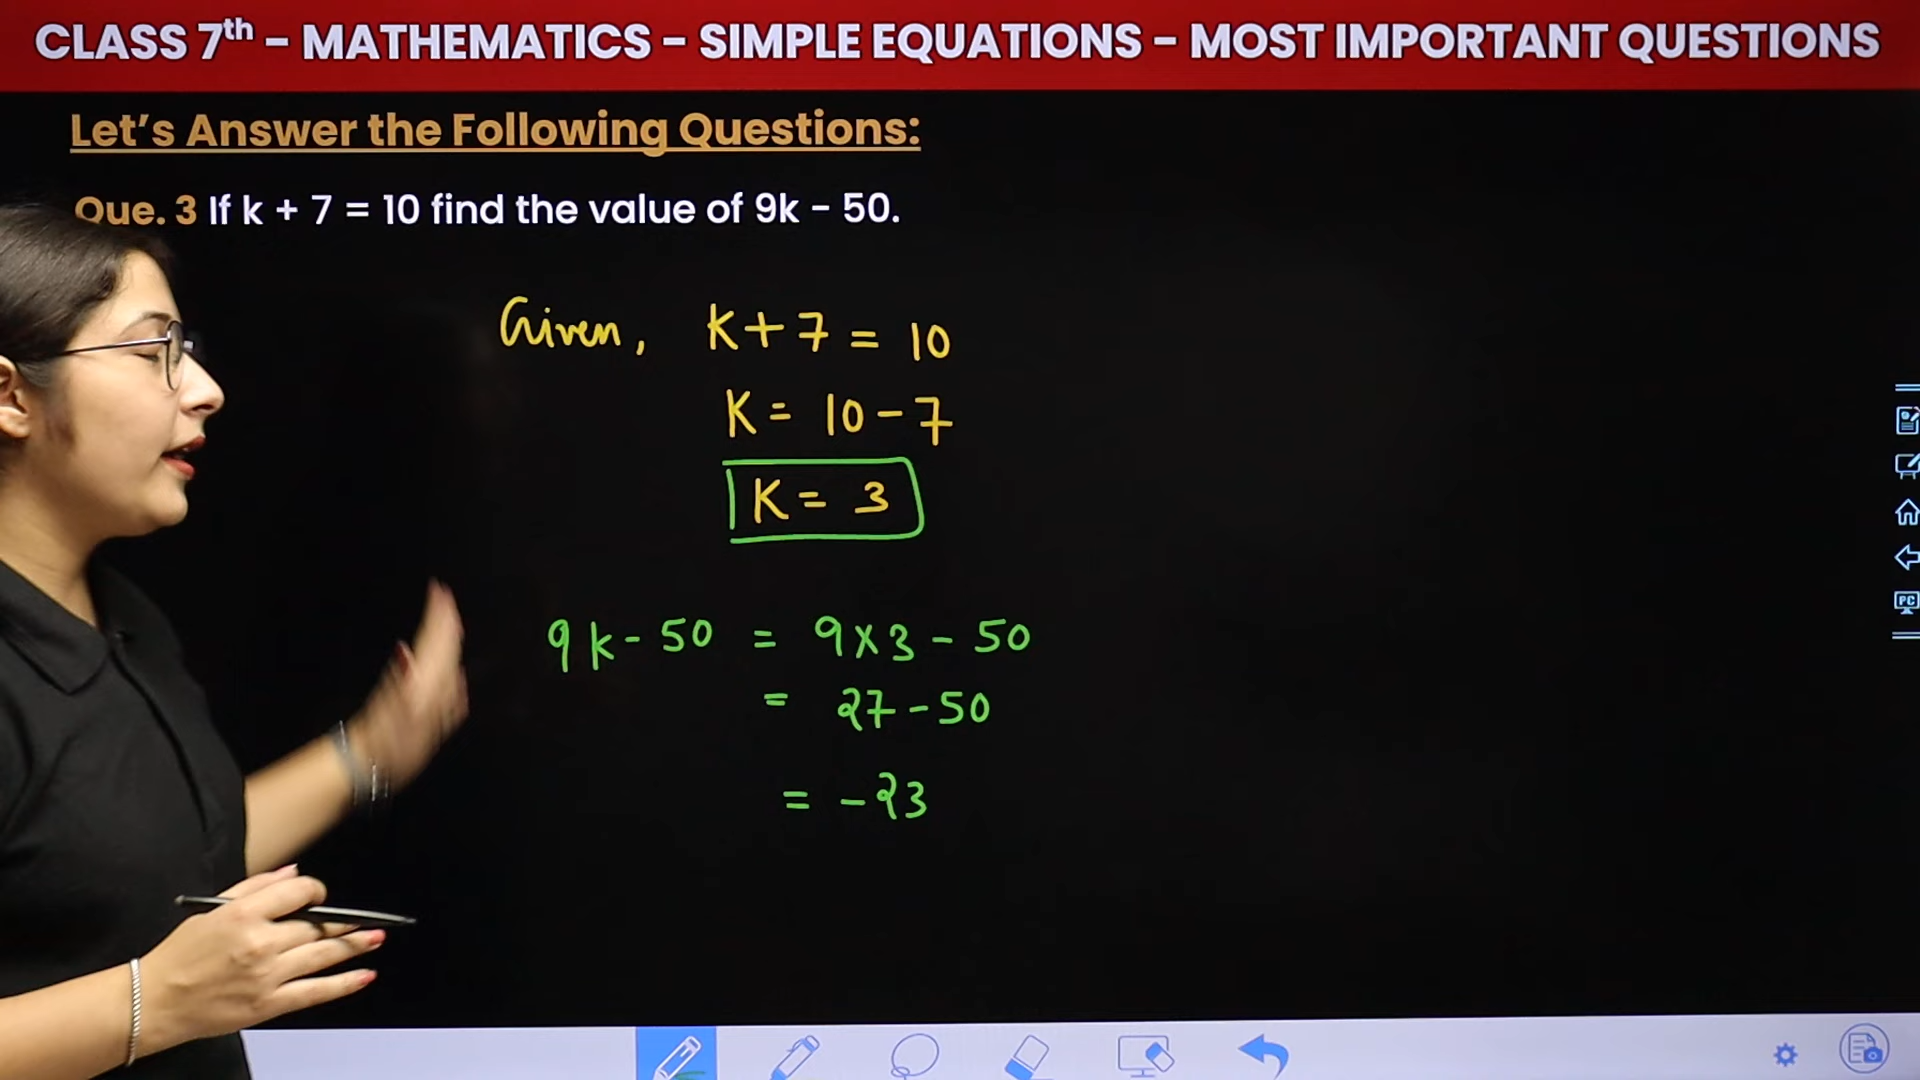 CLASS 7th - MATHEMATICS - SIMPLE EQUATIONS - MOST IMPORTANT QUESTIONS
Let's Answer the Following Questions:
Que. 3 If k + 7 = 10 find the value of 9k - 50.
Given, K+7 = 10
K = 10-7
K = 3
9k-50 = 9x3-50
= 27-50
= -23
PC